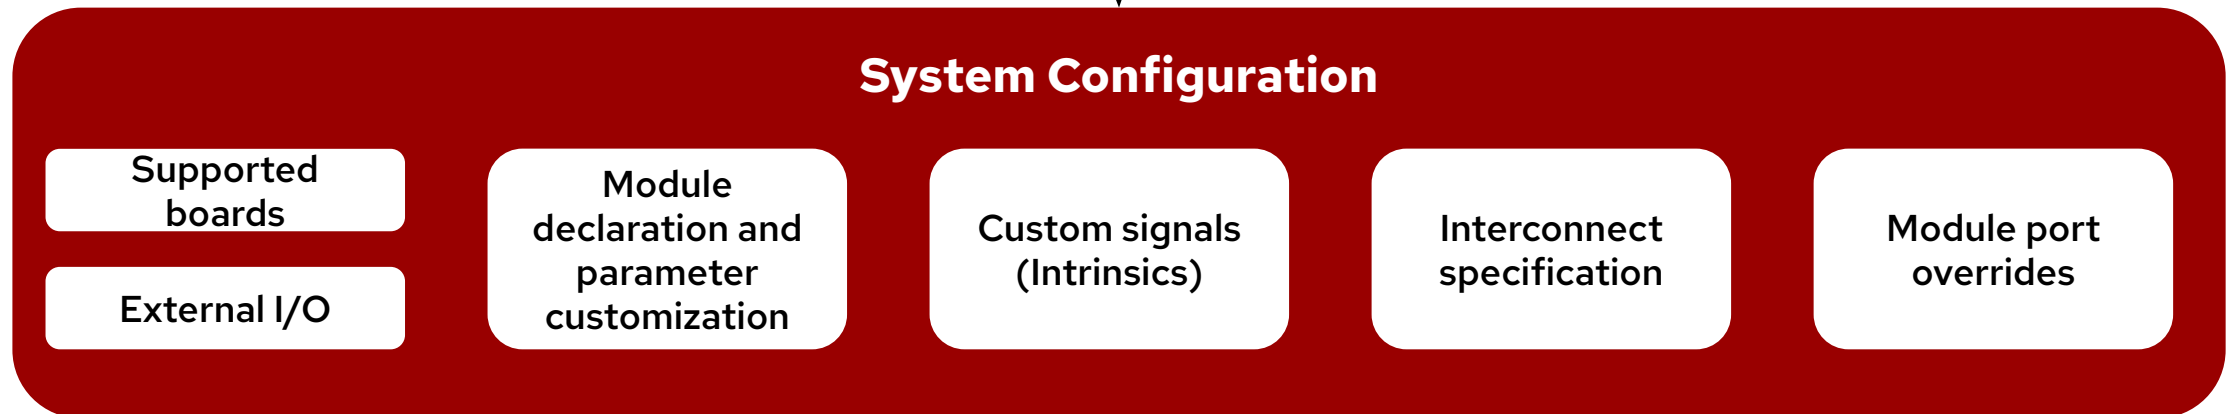 System Configuration
Supported
boards
External I/O
Module
declaration and
parameter
customization
Custom signals
(Intrinsics)
Interconnect
specification
Module port
overrides